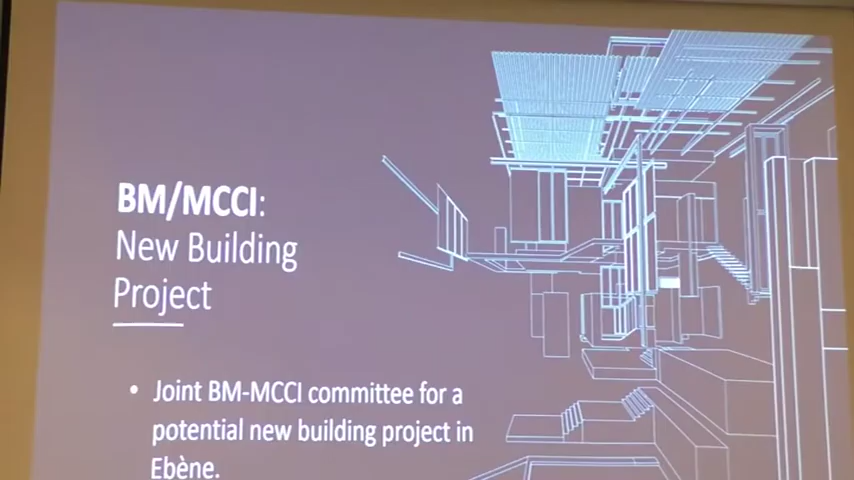 BM/MCCI:
New Building
Project
• Joint BM-MCCI committee for a
potential new building project in
Ebène.